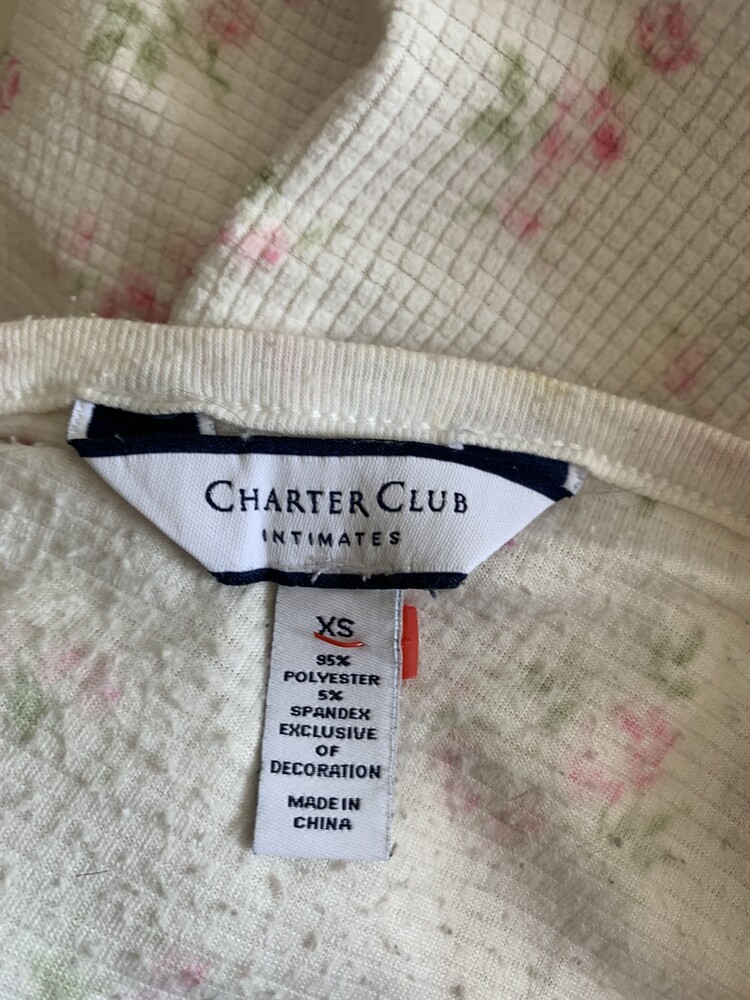 CHARTER CLUB
INTIMATES
XS
95%
POLYESTER
5%
SPANDEX
EXCLUSIVE
OF
DECORATION
MADE IN
CHINA